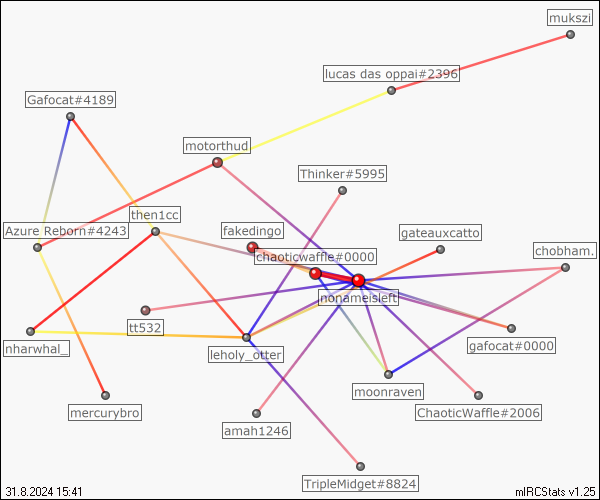 mukszi
lucas das oppai#2396
Gafocat#4189
motorthud
Thinker#5995
then1cc
Azure Reborn#4243
fakedingo
gateauxcatto
chaoticwaffle#0000
chobham.
nonameisleft
tt532
nharwhal_
leholy_otter
gafocat#0000
moonraven
mercurybro
ChaoticWaffle#2006
amah1246
TripleMidget#8824
31.8.2024 15:41
mIRCStats v1.25